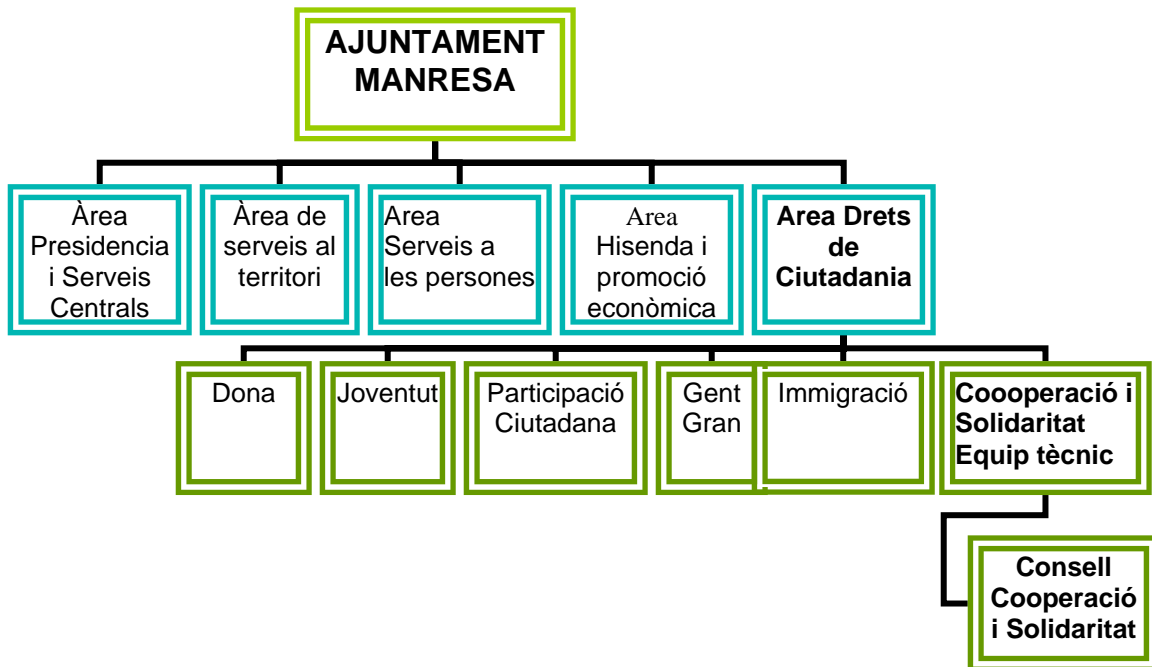 AJUNTAMENT
MANRESA
Àrea
Presidencia
i Serveis
Centrals
Àrea de
serveis al
territori
Area
Serveis a
les persones
Area
Hisenda i
promoció
econòmica
Area Drets
de
Ciutadania
Dona
Joventut
Participació
Ciutadana
Gent
Gran
Immigració
Coooperació i
Solidaritat
Equip tècnic
Consell
Cooperació
i Solidaritat